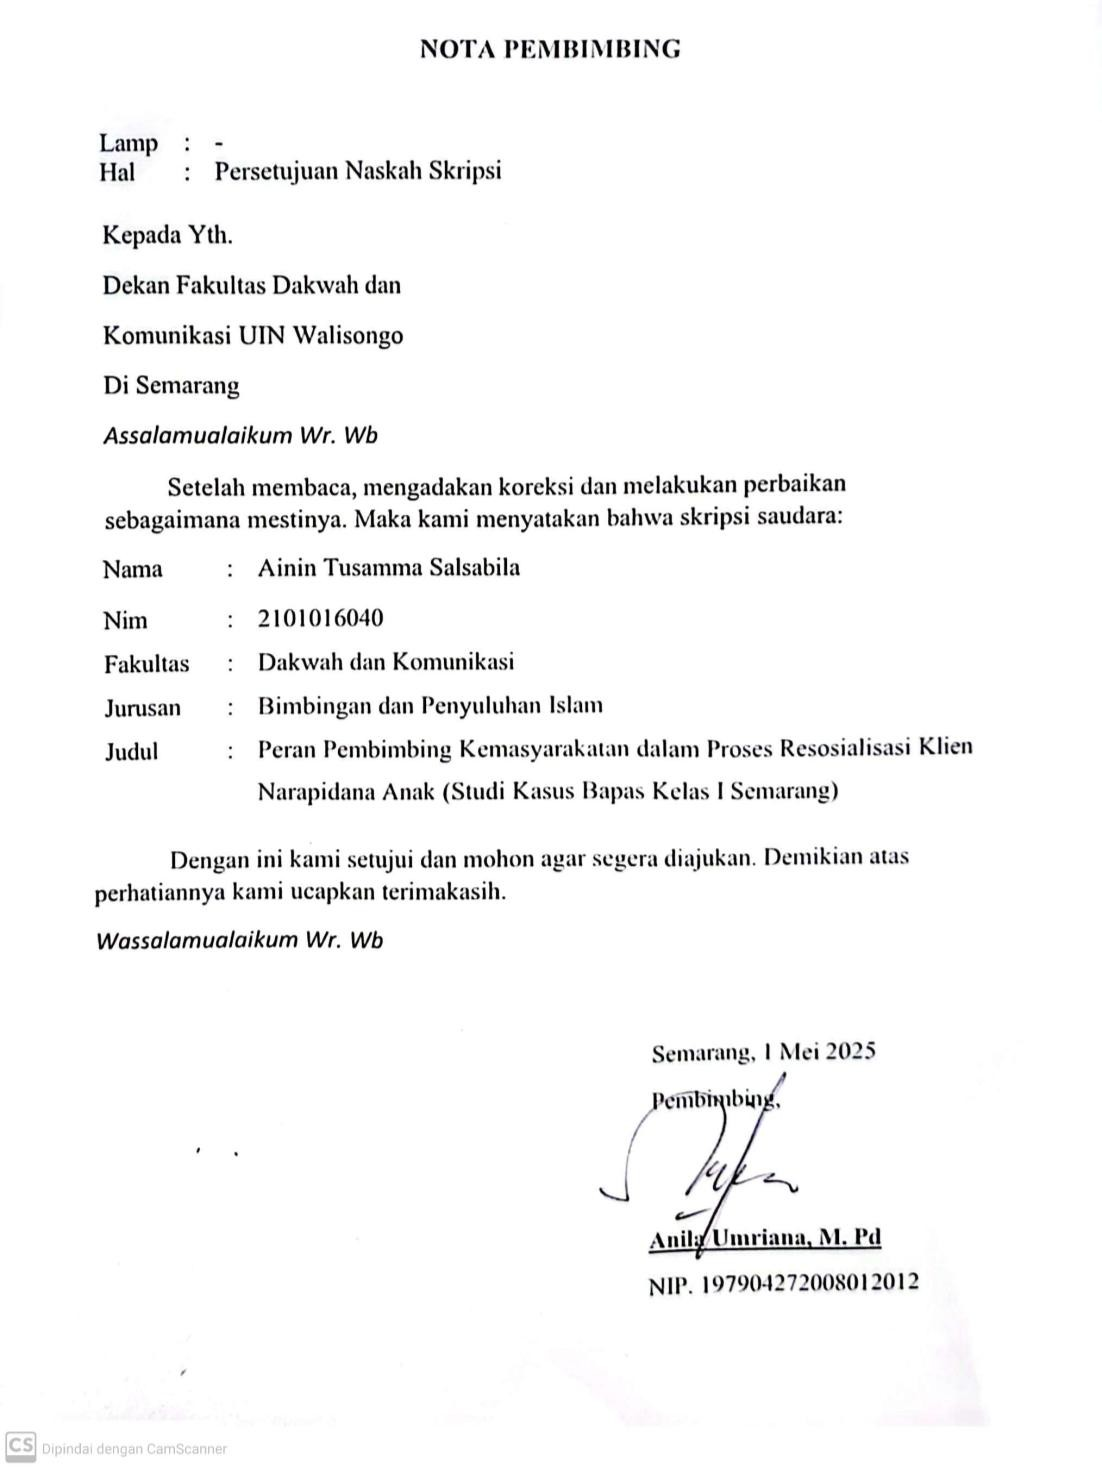 NOTA PEMBIMBING
Lamp : -
Hal : Persetujuan Naskah Skripsi
Kepada Yth.
Dekan Fakultas Dakwah dan
Komunikasi UIN Walisongo
Di Semarang
Assalamualaikum Wr. Wb
Setelah membaca, mengadakan koreksi dan melakukan perbaikan
sebagaimana mestinya. Maka kami menyatakan bahwa skripsi saudara:
Nama : Ainin Tusamma Salsabila
Nim : 2101016040
Fakultas : Dakwah dan Komunikasi
Jurusan : Bimbingan dan Penyuluhan Islam
Judul : Peran Pembimbing Kemasyarakatan dalam Proses Resosialisasi Klien
Narapidana Anak (Studi Kasus Bapas Kelas I Semarang)
Dengan ini kami setujui dan mohon agar segera diajukan. Demikian atas
perhatiannya kami ucapkan terimakasih.
Wassalamualaikum Wr. Wb
Semarang, 1 Mei 2025
Pembimbing,
Anila Umriana, M. Pd
NIP. 197904272008012012
CS Dipindai dengan CamScanner